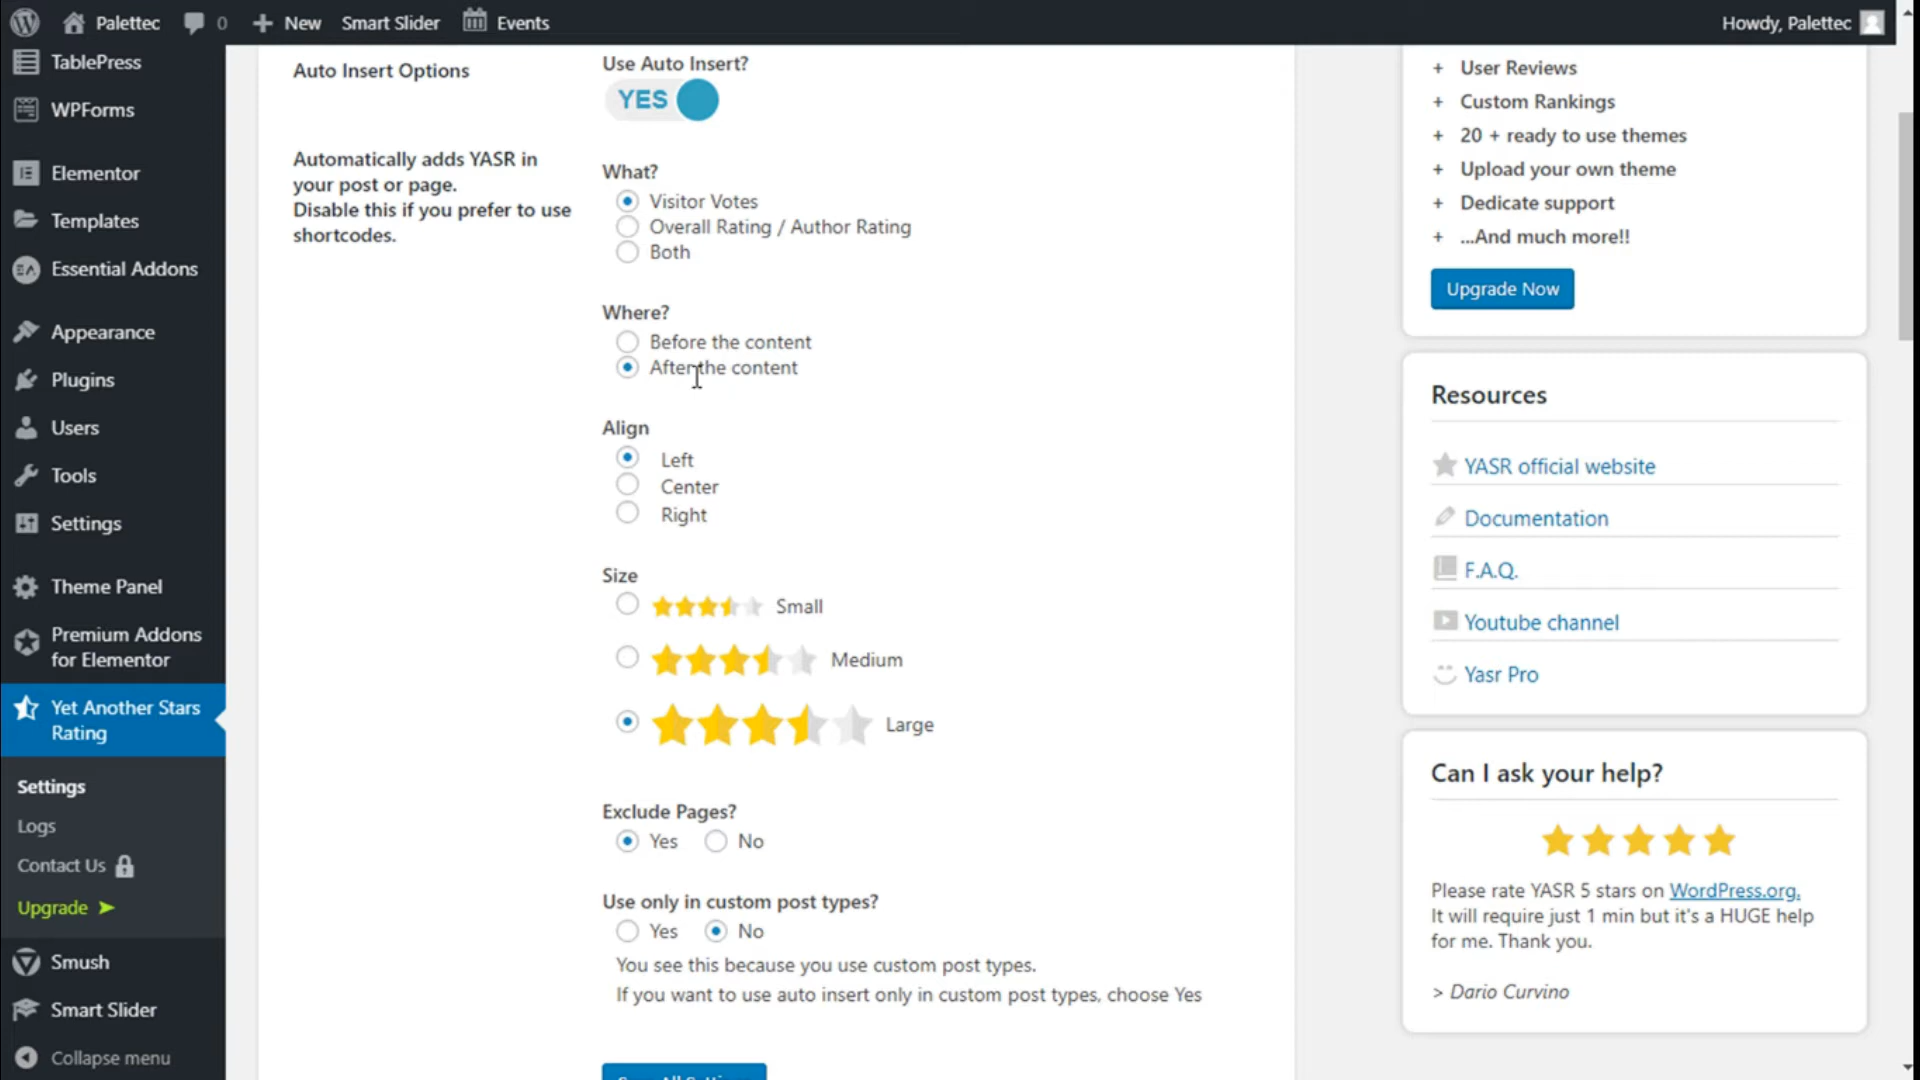 Palettec
0
New
Smart Slider
Events
Howdy, Palettec
TablePress
WPForms
Elementor
Templates
Essential Addons
Appearance
Plugins
Users
Tools
Settings
Theme Panel
Premium Addons
for Elementor
Yet Another Stars
Rating
Settings
Logs
Contact Us
Upgrade
Smush
Smart Slider
Collapse menu
Auto Insert Options
Automatically adds YASR in
your post or page.
Disable this if you prefer to use
shortcodes.
Use Auto Insert?
YES
What?
Visitor Votes
Overall Rating / Author Rating
Both
Where?
Before the content
After the content
Align
Left
Center
Right
Size
Small
Medium
Large
Exclude Pages?
Yes No
Use only in custom post types?
Yes No
You see this because you use custom post types.
If you want to use auto insert only in custom post types, choose Yes
+ User Reviews
+ Custom Rankings
+ 20 + ready to use themes
+ Upload your own theme
+ Dedicate support
+ ...And much more!!
Upgrade Now
Resources
YASR official website
Documentation
F.A.Q.
Youtube channel
Yasr Pro
Can I ask your help?
Please rate YASR 5 stars on WordPress.org.
It will require just 1 min but it's a HUGE help
for me. Thank you.
> Dario Curvino